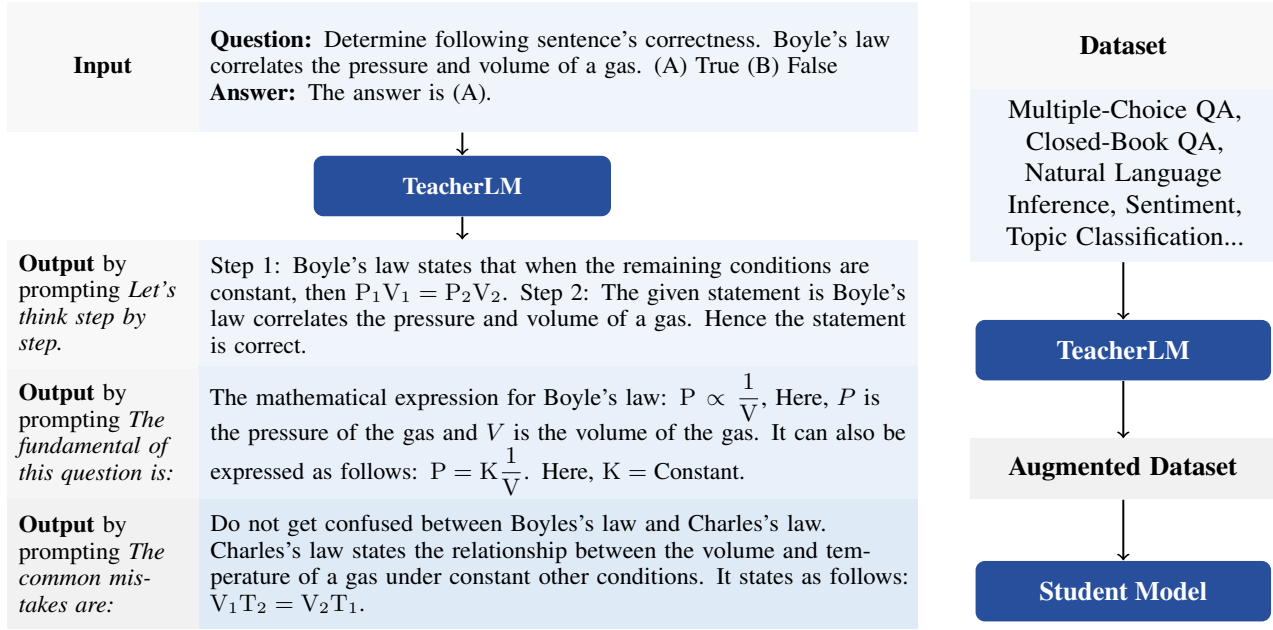 Input
Question: Determine following sentence's correctness. Boyle's law
correlates the pressure and volume of a gas. (A) True (B) False
Answer: The answer is (A).
TeacherLM
Output by
prompting Let's
think step by
step.
Step 1: Boyle's law states that when the remaining conditions are
constant, then P₁V₁ = P₂V₂. Step 2: The given statement is Boyle's
law correlates the pressure and volume of a gas. Hence the statement
is correct.
Output by
prompting The
fundamental of
this question is:
The mathematical expression for Boyle's law: P ∝ 1/V, Here, P is
the pressure of the gas and V is the volume of the gas. It can also be
expressed as follows: P = K1/V. Here, K = Constant.
Output by
prompting The
common mis-
takes are:
Do not get confused between Boyles's law and Charles's law.
Charles's law states the relationship between the volume and tem-
perature of a gas under constant other conditions. It states as follows:
V₁T₂ = V₂T₁.
Dataset
Multiple-Choice QA,
Closed-Book QA,
Natural Language
Inference, Sentiment,
Topic Classification...
TeacherLM
Augmented Dataset
Student Model